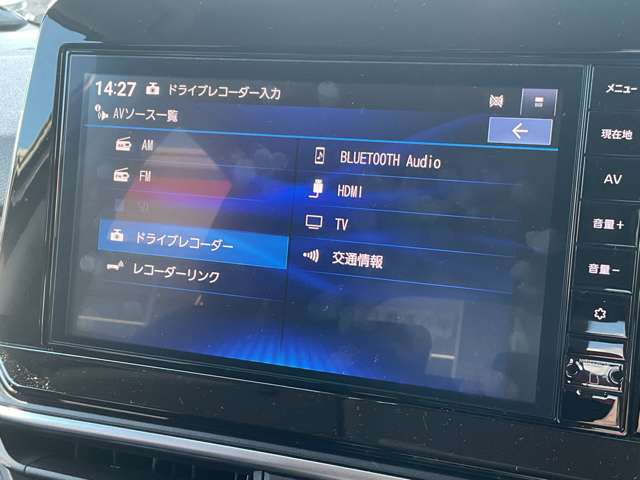 14:27 ドライブレコーダー入力
AVソース一覧
AM
FM
SD
ドライブレコーダー
レコーダーリンク
BLUETOOTH Audio
HDMI
TV
交通情報
メニュー
現在地
AV
音量+
音量-